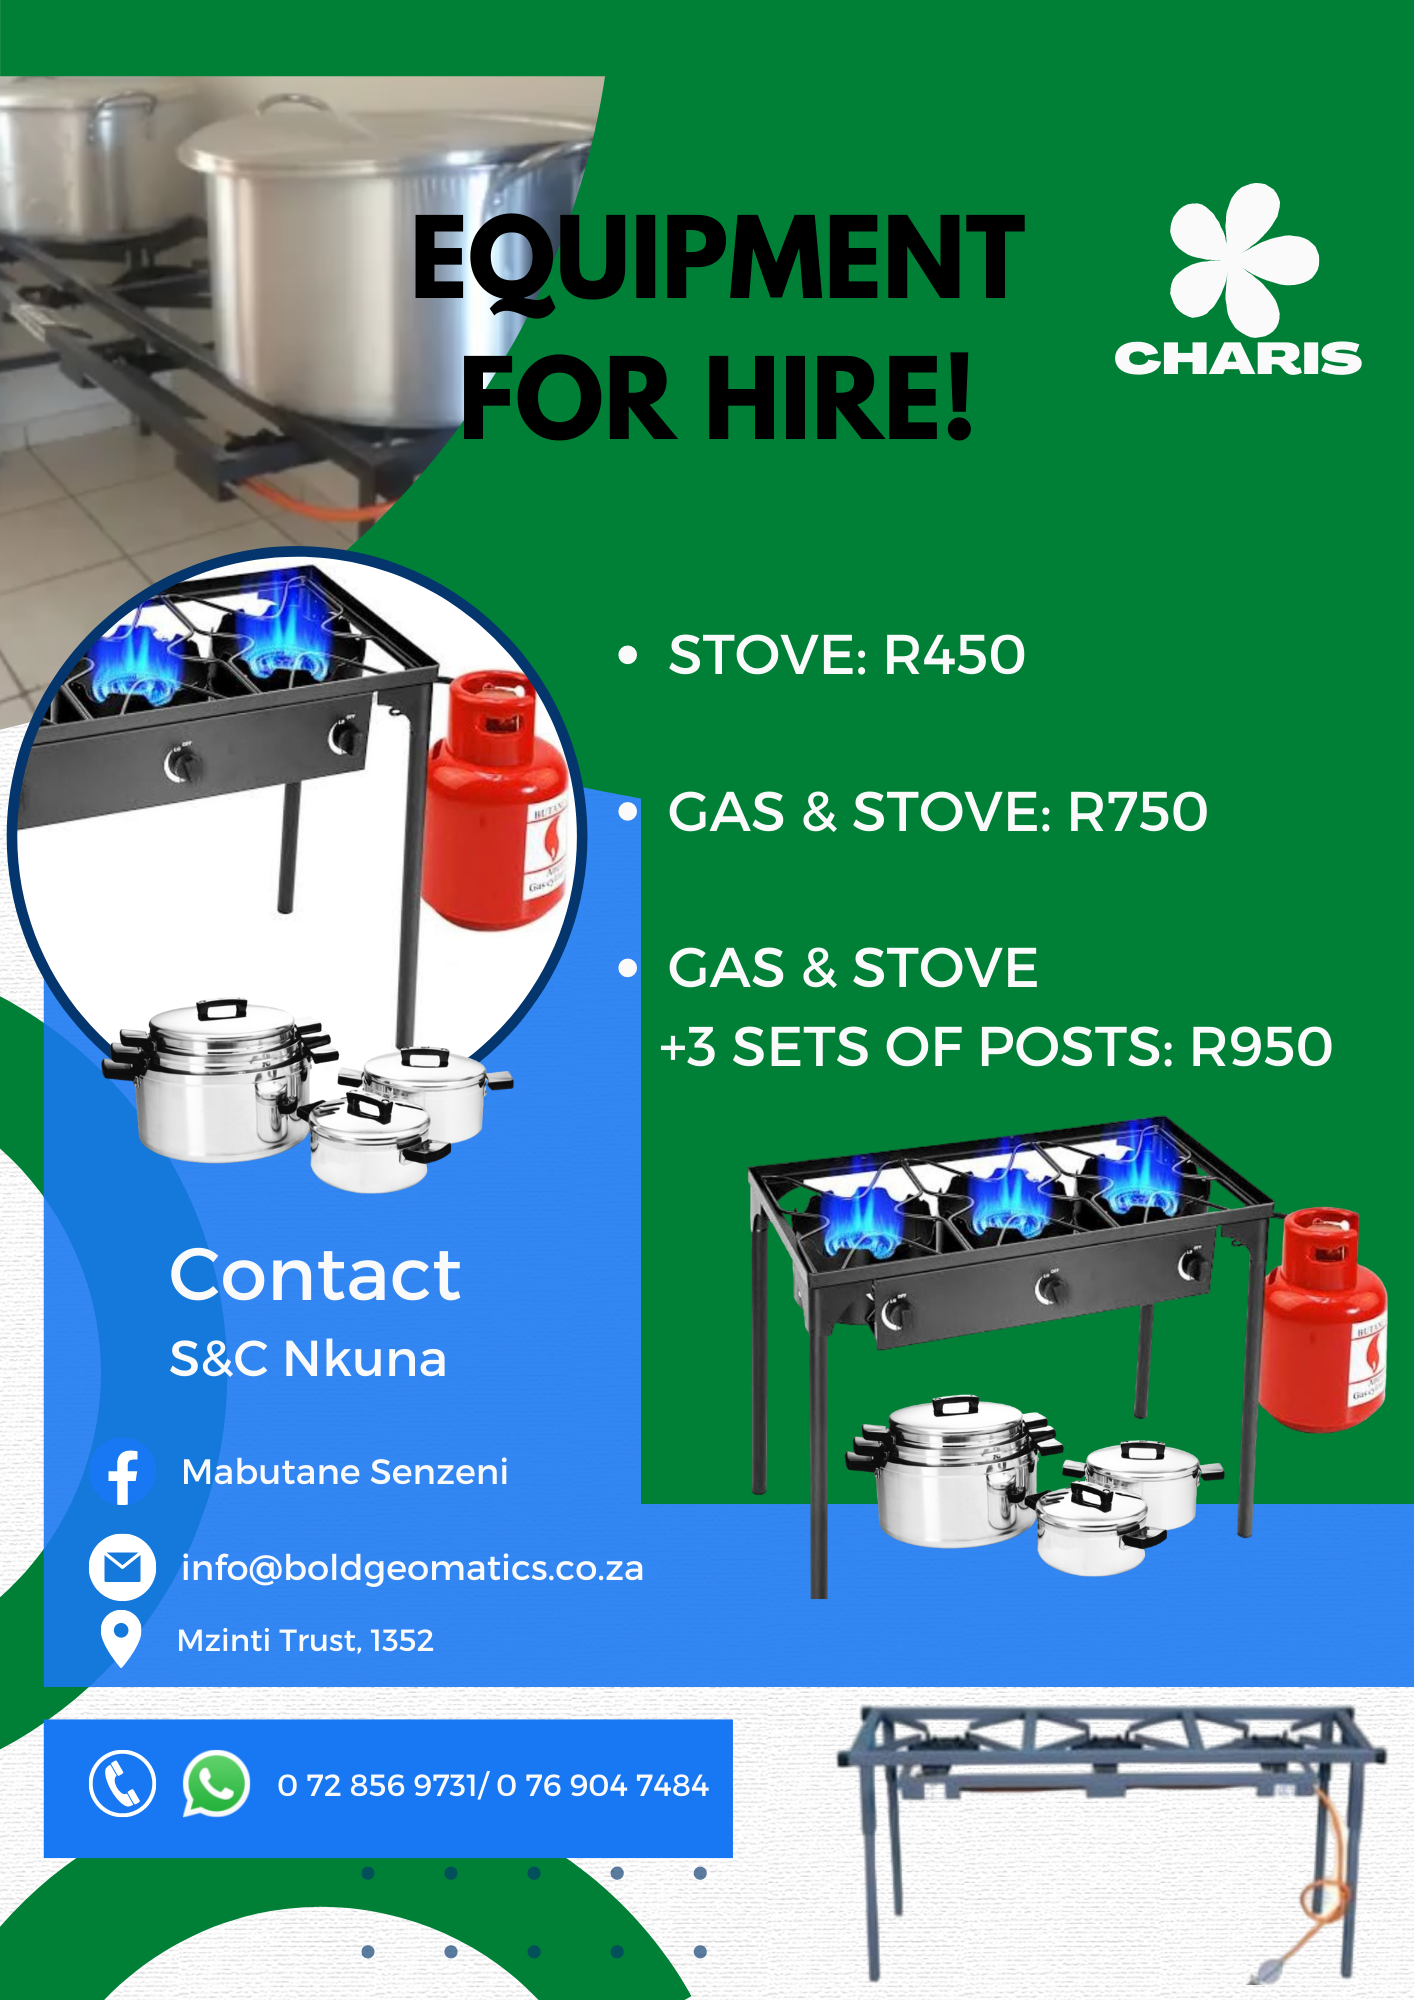 EQUIPMENT
FOR HIRE!
CHARIS
• STOVE: R450
• GAS & STOVE: R750
• GAS & STOVE
+3 SETS OF POSTS: R950
Contact
S&C Nkuna
Mabutane Senzeni
info@boldgeomatics.co.za
Mzinti Trust, 1352
0 72 856 9731/ 0 76 904 7484